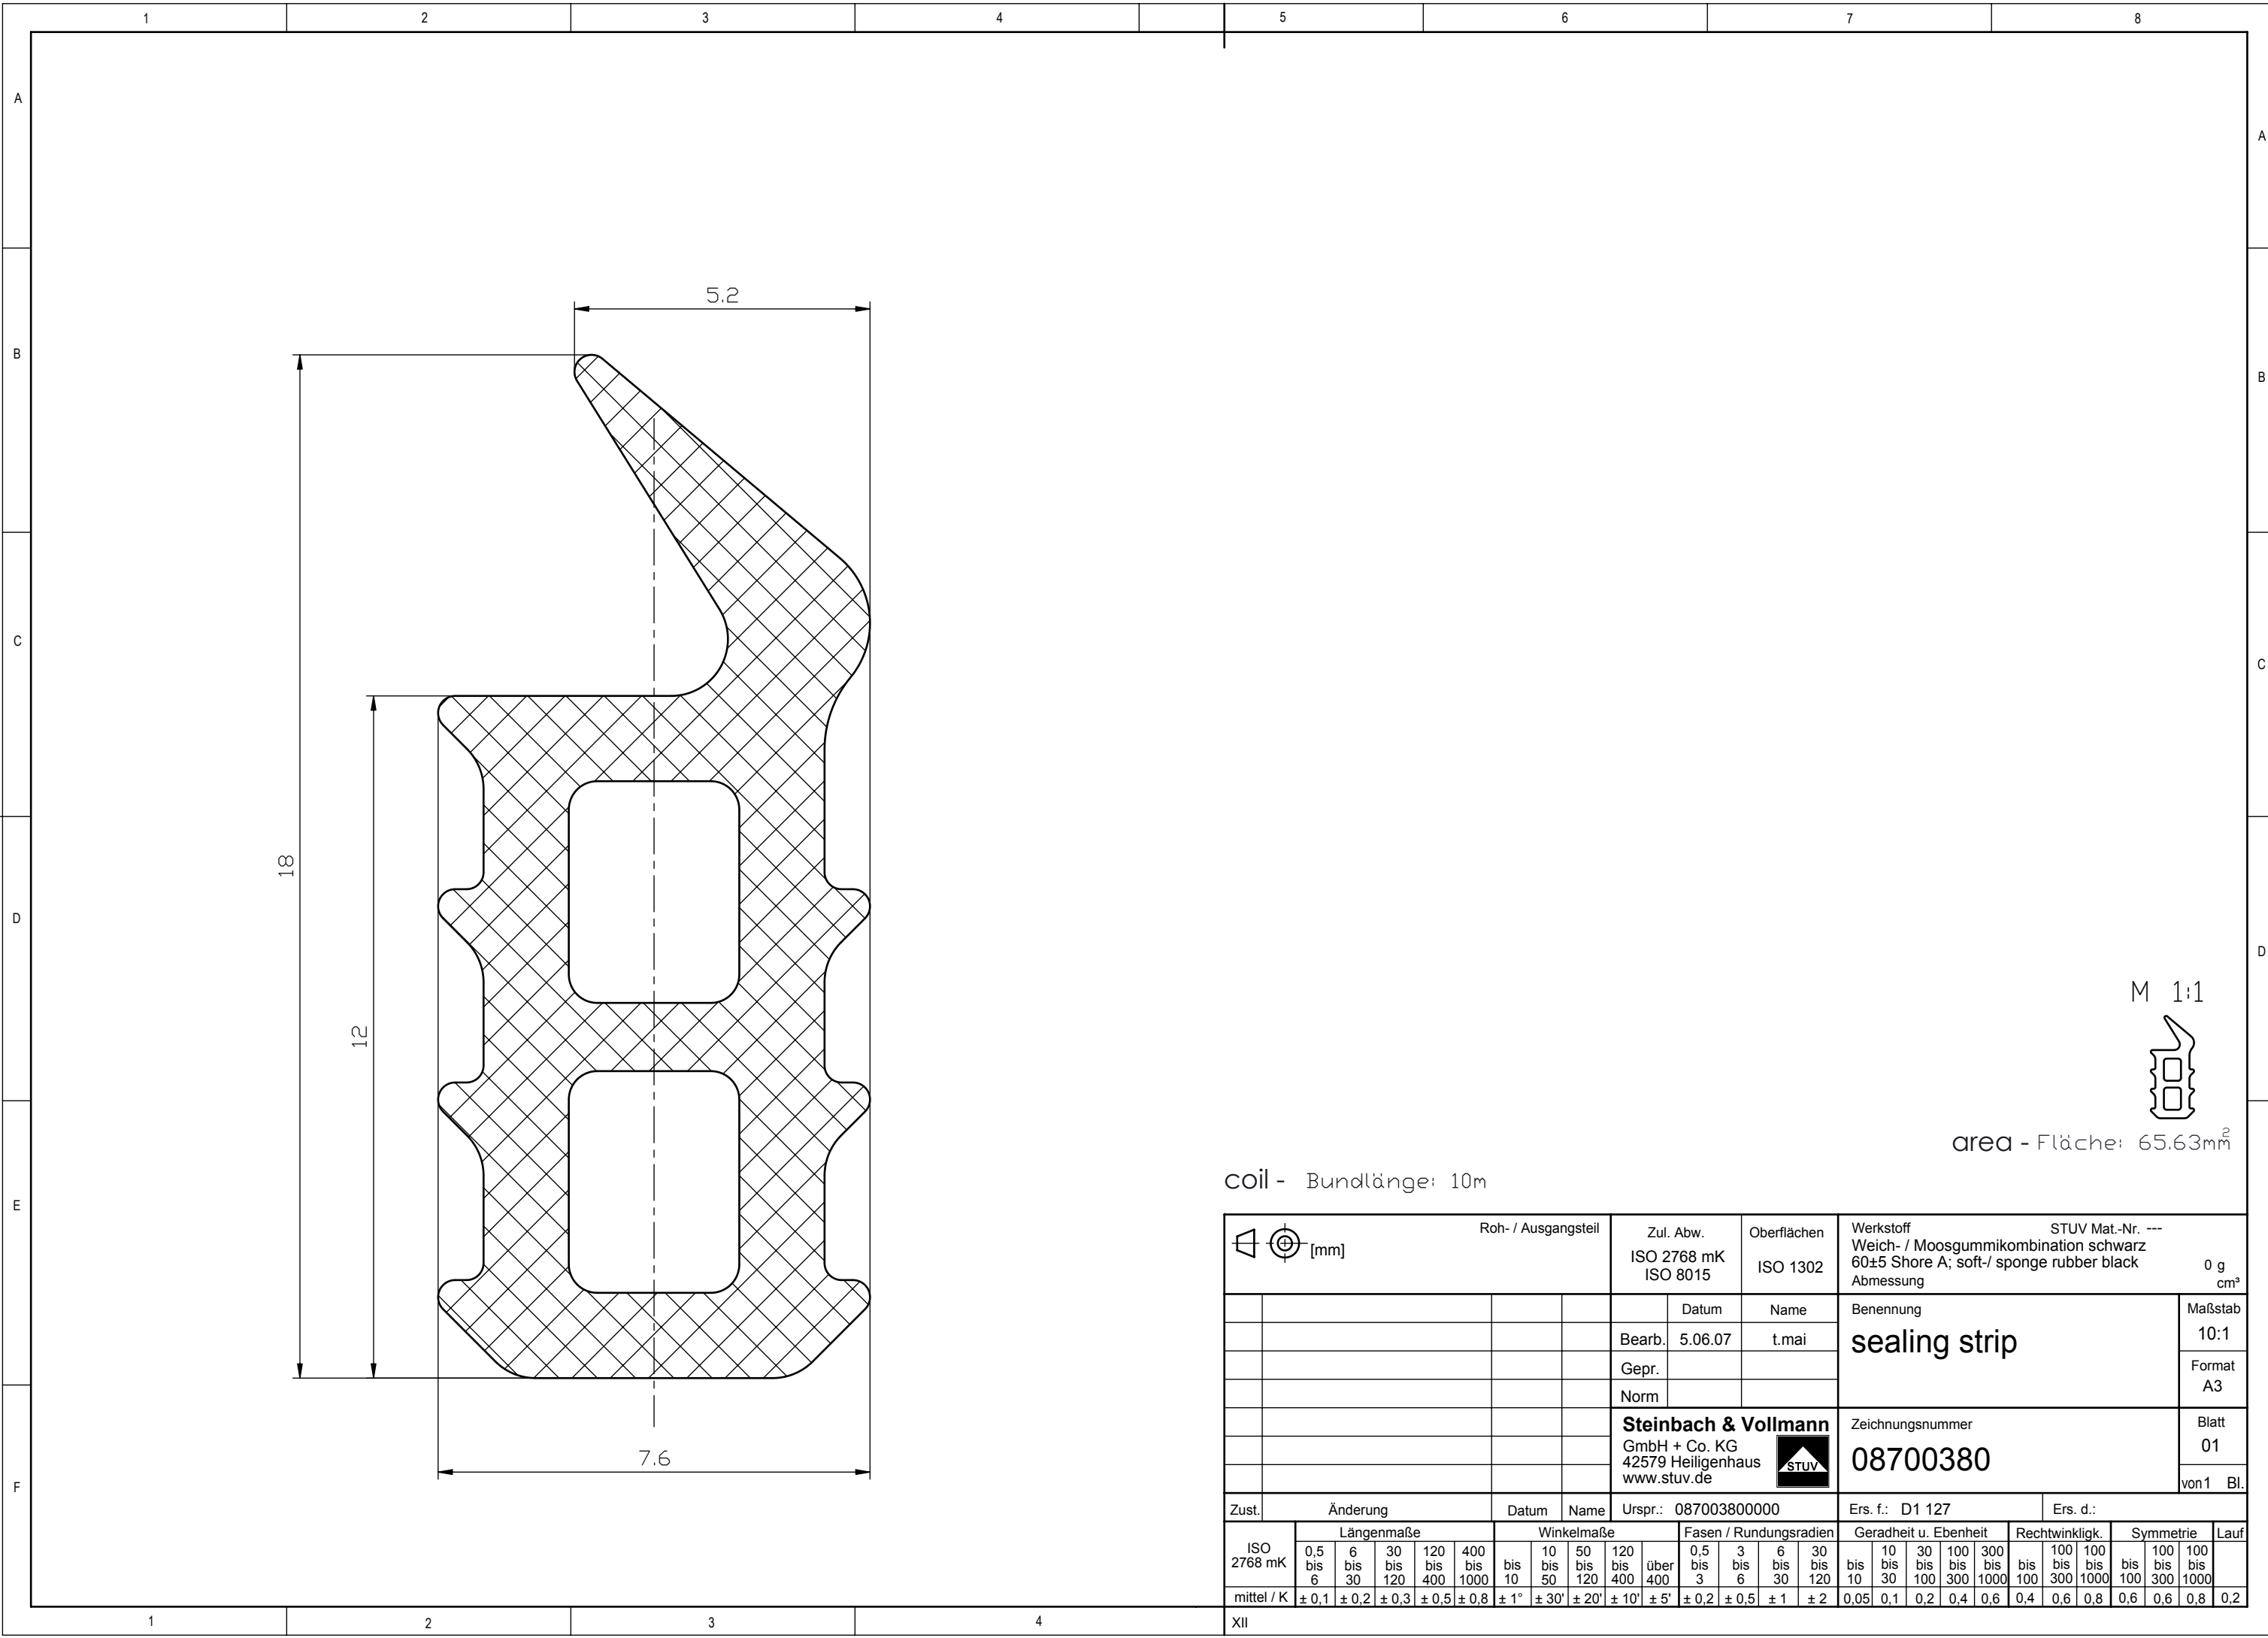 1 2 3 4 5 6 7 8
A A
B B
C C
D D
E
F
5.2
18
12
7.6
M 1:1
area - Fläche: 65.63mm²
coil - Bundlänge: 10m
[mm]
Roh- / Ausgangsteil
Zul. Abw.
ISO 2768 mK
ISO 8015
Oberflächen
ISO 1302
Werkstoff STUV Mat.-Nr. ---
Weich- / Moosgummikombination schwarz
60±5 Shore A; soft-/ sponge rubber black 0 g
Abmessung cm³
Datum Name
Bearb. 5.06.07 t.mai
Gepr.
Norm
Benennung
sealing strip
Maßstab
10:1
Format
A3
Steinbach & Vollmann
GmbH + Co. KG
42579 Heiligenhaus
www.stuv.de
STUV
Zeichnungsnummer
08700380
Blatt
01
von 1 Bl.
Zust. Änderung Datum Name Urspr.: 087003800000 Ers. f.: D1 127 Ers. d.:
ISO
2768 mK
Längenmaße Winkelmaße Fasen / Rundungsradien Geradheit u. Ebenheit Rechtwinkligk. Symmetrie Lauf
0,5 6 30 120 400 10 50 120 0,5 3 6 30 10 30 100 300 100 100 100 100
bis bis bis bis bis bis bis bis bis über bis bis bis bis bis bis bis bis bis bis bis bis bis bis bis
6 30 120 400 1000 10 50 120 400 400 3 6 30 120 10 30 100 300 1000 100 300 1000 100 300 1000
mittel / K ± 0,1 ± 0,2 ± 0,3 ± 0,5 ± 0,8 ± 1° ± 30' ± 20' ± 10' ± 5' ± 0,2 ± 0,5 ± 1 ± 2 0,05 0,1 0,2 0,4 0,6 0,4 0,6 0,8 0,6 0,6 0,8 0,2
1 2 3 4 XII